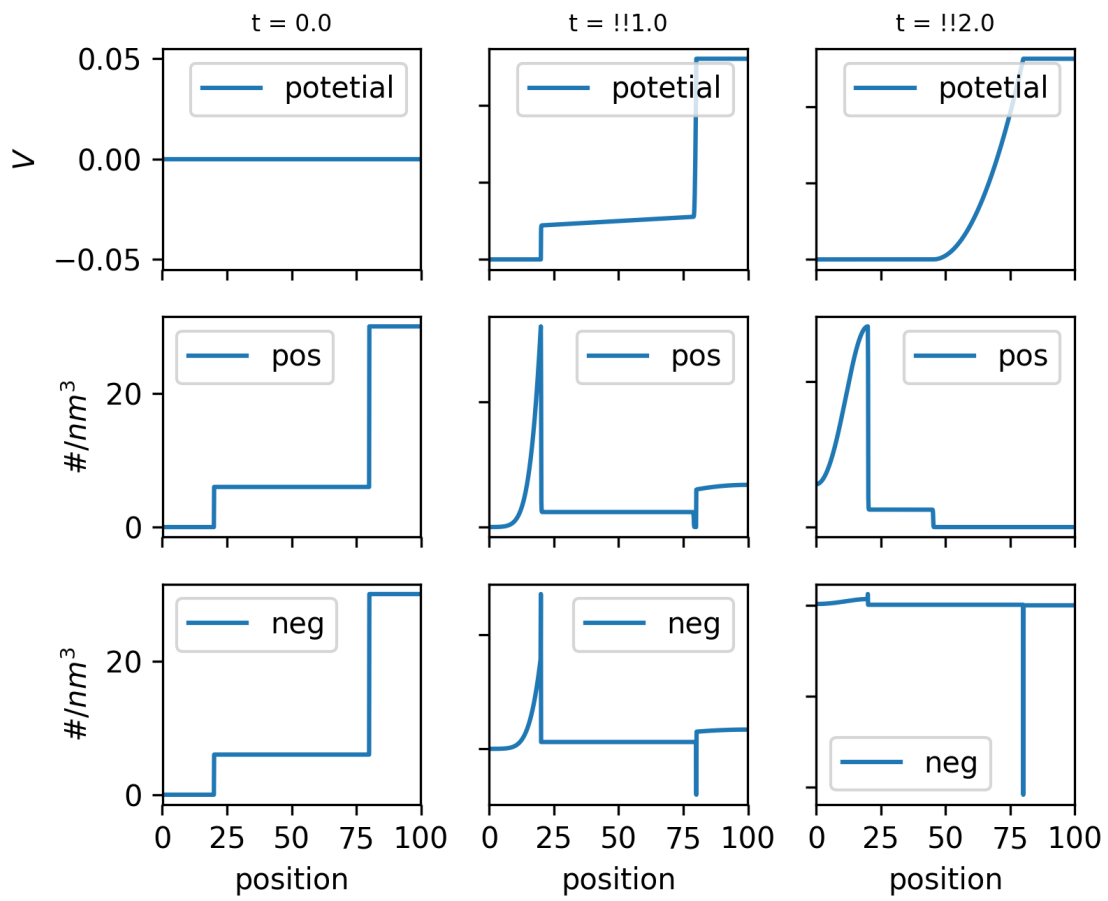 t = 0.0 t = !!1.0 t = !!2.0
0.05
potetial potetial potetial
V
0.00
−0.05
pos pos pos
20
#/nm³
0
neg neg neg
20
#/nm³
0
0 25 50 75 100 0 25 50 75 100 0 25 50 75 100
position position position